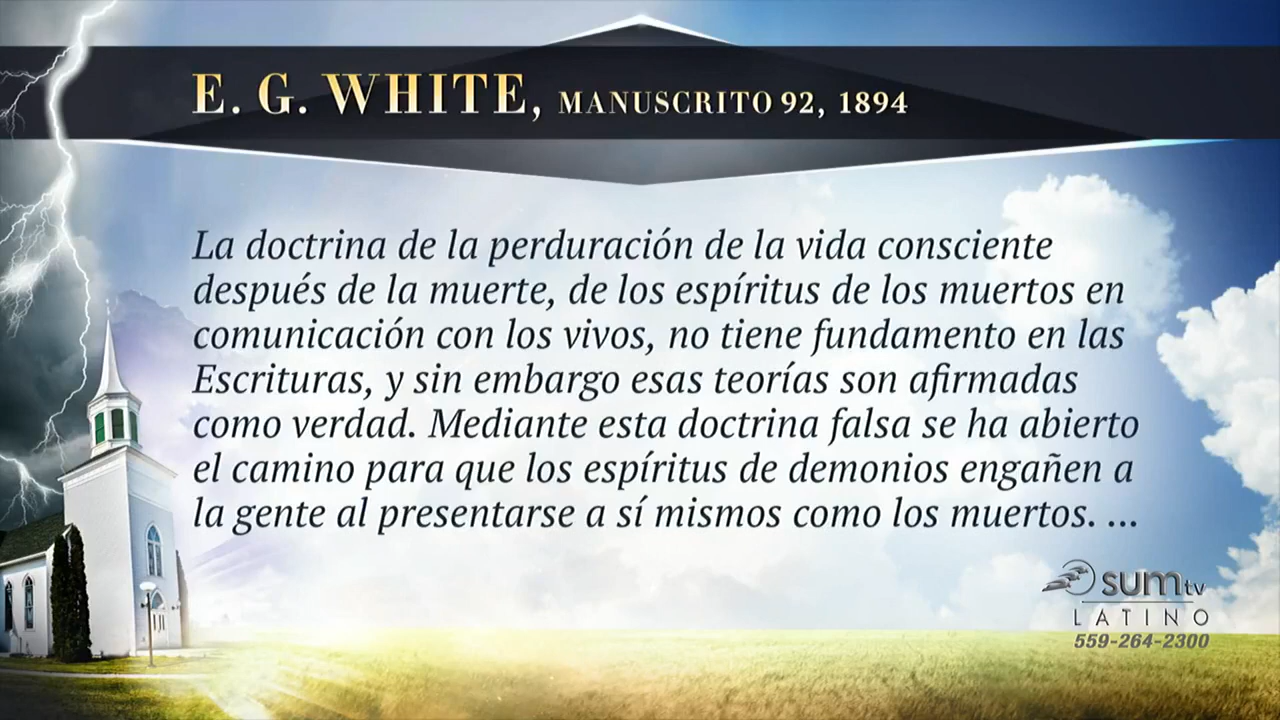 E. G. WHITE, MANUSCRITO 92, 1894
La doctrina de la perduración de la vida consciente
después de la muerte, de los espíritus de los muertos en
comunicación con los vivos, no tiene fundamento en las
Escrituras, y sin embargo esas teorías son afirmadas
como verdad. Mediante esta doctrina falsa se ha abierto
el camino para que los espíritus de demonios engañen a
la gente al presentarse a sí mismos como los muertos. ...
sumtv
LATINO
559-264-2300